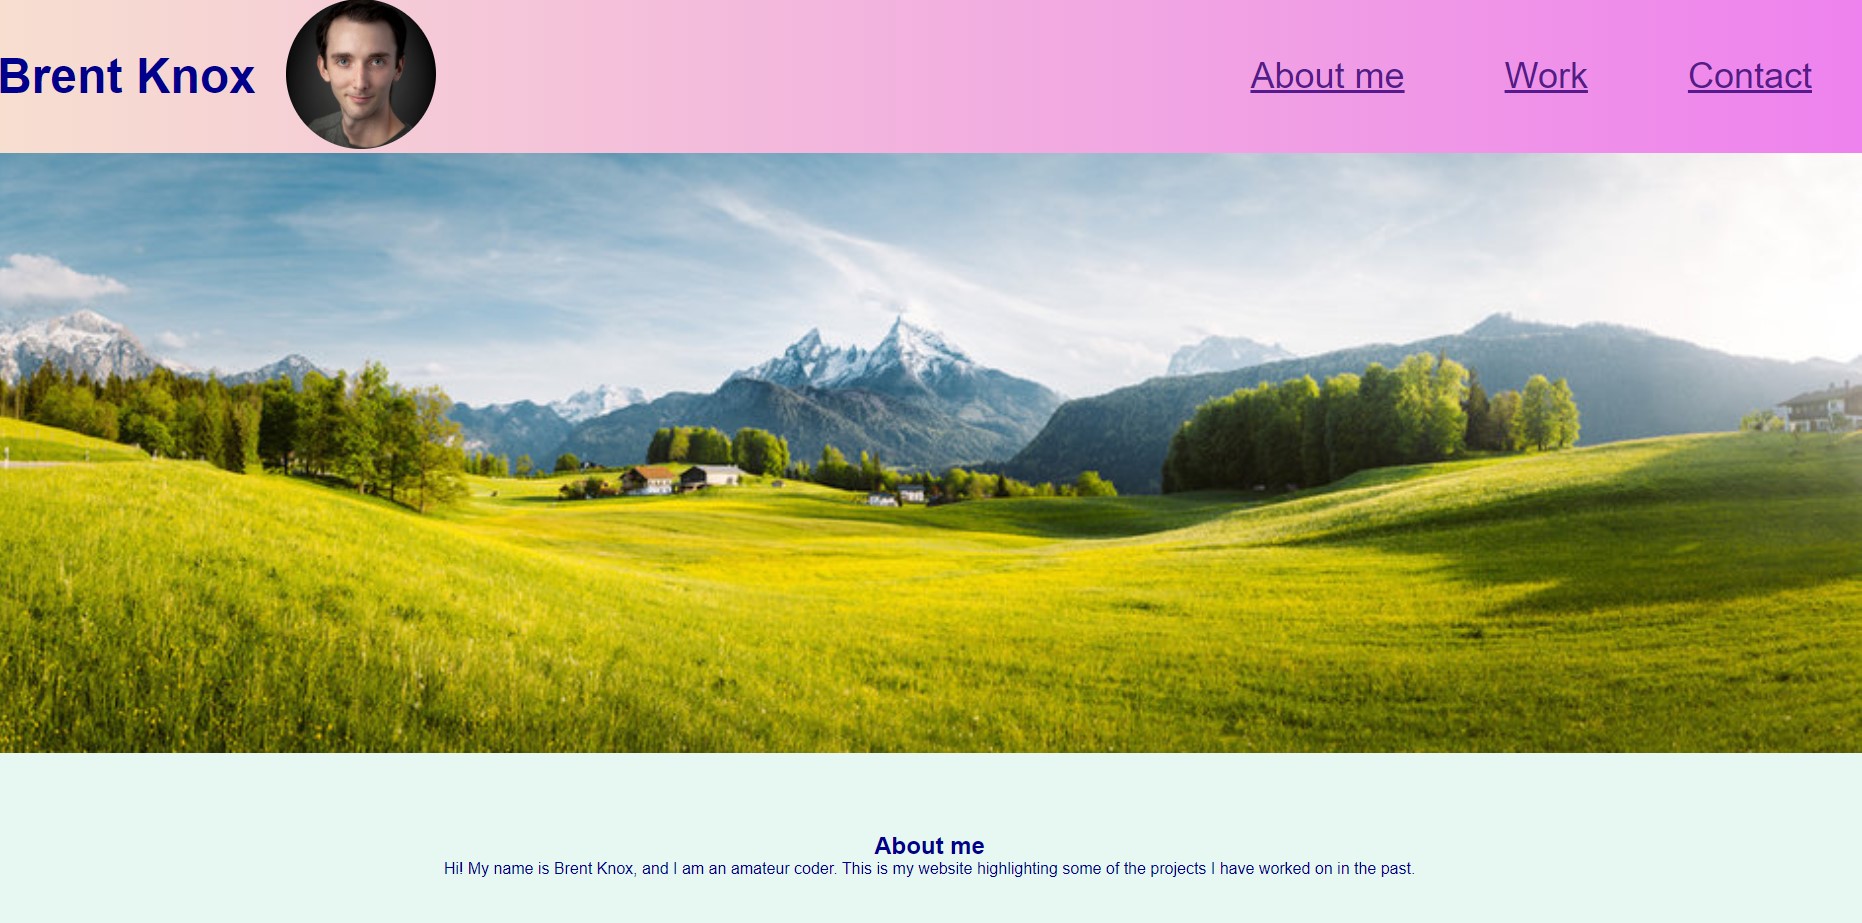 Brent Knox
About me
Work
Contact
About me
Hi! My name is Brent Knox, and I am an amateur coder. This is my website highlighting some of the projects I have worked on in the past.